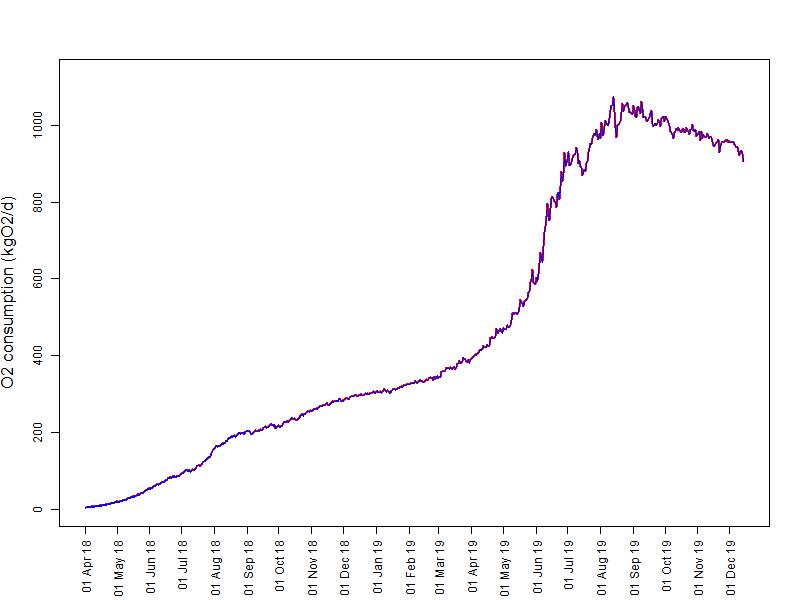 O2 consumption (kgO2/d)
1000
800
600
400
200
0
01 Apr 18
01 May 18
01 Jun 18
01 Jul 18
01 Aug 18
01 Sep 18
01 Oct 18
01 Nov 18
01 Dec 18
01 Jan 19
01 Feb 19
01 Mar 19
01 Apr 19
01 May 19
01 Jun 19
01 Jul 19
01 Aug 19
01 Sep 19
01 Oct 19
01 Nov 19
01 Dec 19